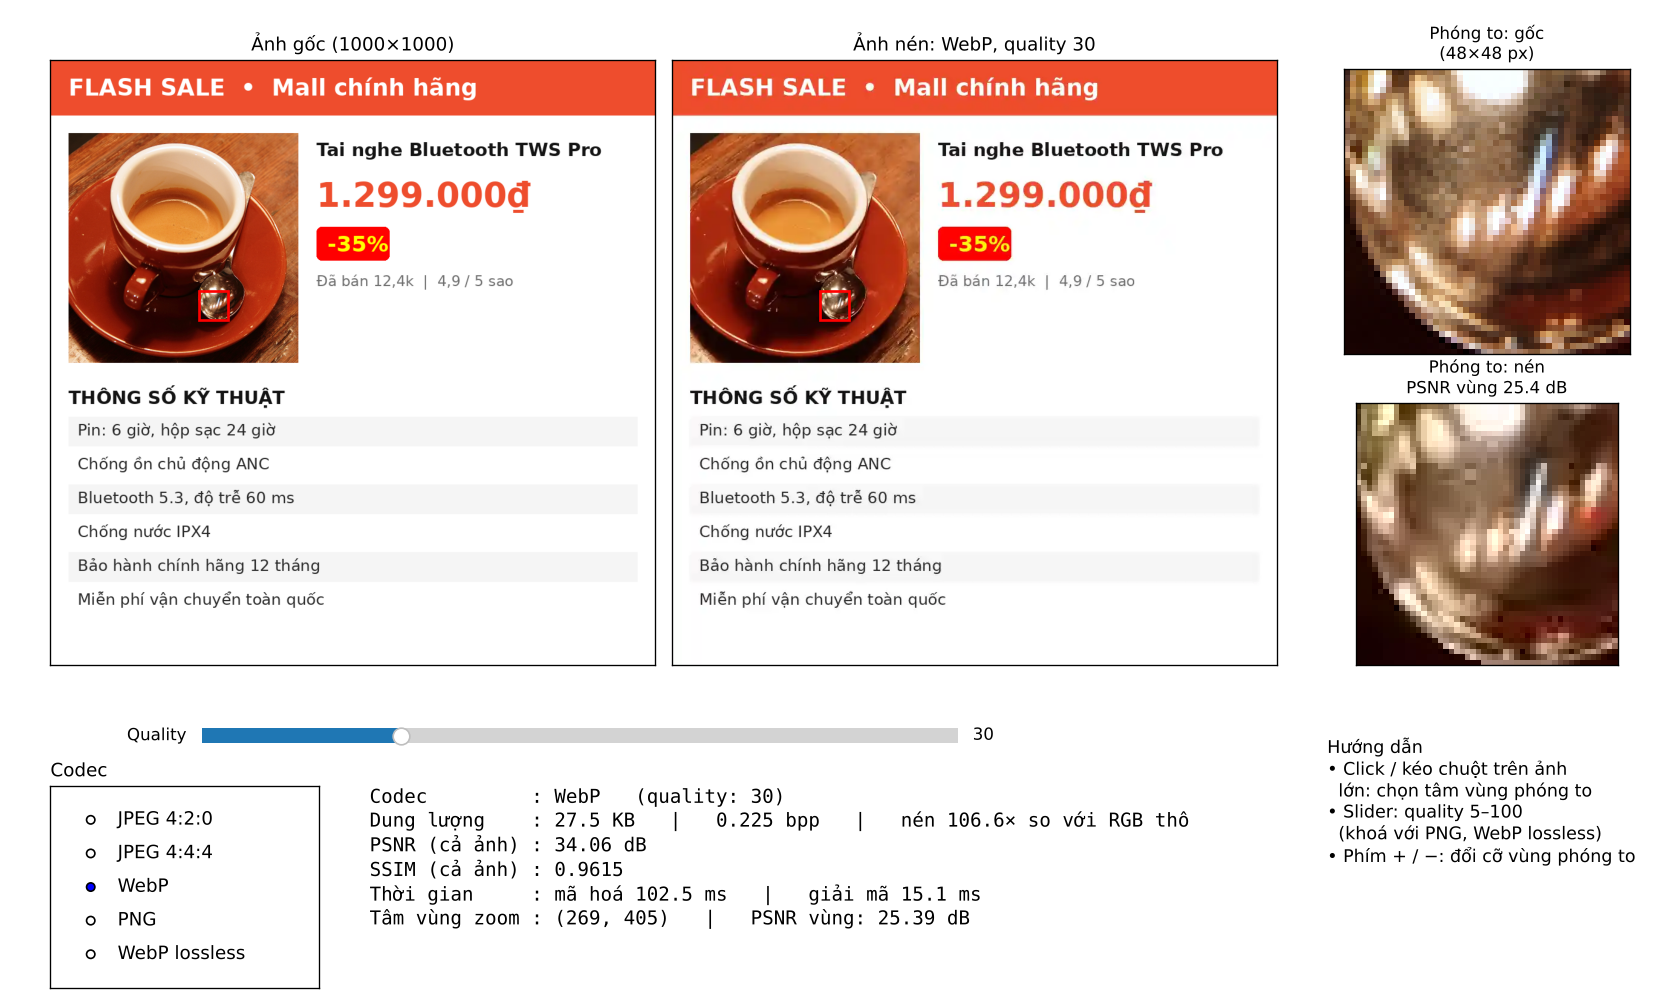 Ảnh gốc (1000×1000)
FLASH SALE • Mall chính hãng
Tai nghe Bluetooth TWS Pro
1.299.000₫
-35%
Đã bán 12,4k | 4,9 / 5 sao
THÔNG SỐ KỸ THUẬT
Pin: 6 giờ, hộp sạc 24 giờ
Chống ồn chủ động ANC
Bluetooth 5.3, độ trễ 60 ms
Chống nước IPX4
Bảo hành chính hãng 12 tháng
Miễn phí vận chuyển toàn quốc
Ảnh nén: WebP, quality 30
FLASH SALE • Mall chính hãng
Tai nghe Bluetooth TWS Pro
1.299.000₫
-35%
Đã bán 12,4k | 4,9 / 5 sao
THÔNG SỐ KỸ THUẬT
Pin: 6 giờ, hộp sạc 24 giờ
Chống ồn chủ động ANC
Bluetooth 5.3, độ trễ 60 ms
Chống nước IPX4
Bảo hành chính hãng 12 tháng
Miễn phí vận chuyển toàn quốc
Phóng to: gốc
(48×48 px)
Phóng to: nén
PSNR vùng 25.4 dB
Quality 30
Codec
JPEG 4:2:0
JPEG 4:4:4
WebP
PNG
WebP lossless
Codec : WebP (quality: 30)
Dung lượng : 27.5 KB | 0.225 bpp | nén 106.6× so với RGB thô
PSNR (cả ảnh) : 34.06 dB
SSIM (cả ảnh) : 0.9615
Thời gian : mã hoá 102.5 ms | giải mã 15.1 ms
Tâm vùng zoom : (269, 405) | PSNR vùng: 25.39 dB
Hướng dẫn
• Click / kéo chuột trên ảnh
lớn: chọn tâm vùng phóng to
• Slider: quality 5–100
(khoá với PNG, WebP lossless)
• Phím + / −: đổi cỡ vùng phóng to